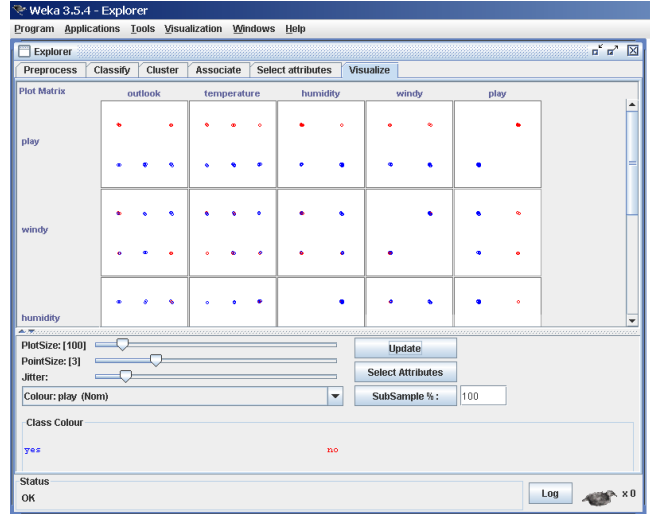 Weka 3.5.4 - Explorer
Program Applications Tools Visualization Windows Help
Explorer
Preprocess Classify Cluster Associate Select attributes Visualize
Plot Matrix outlook temperature humidity windy play
play
windy
humidity
PlotSize: [100]
PointSize: [3]
Jitter:
Update
Select Attributes
Colour: play (Nom) SubSample % : 100
Class Colour
yes no
Status
OK Log x 0